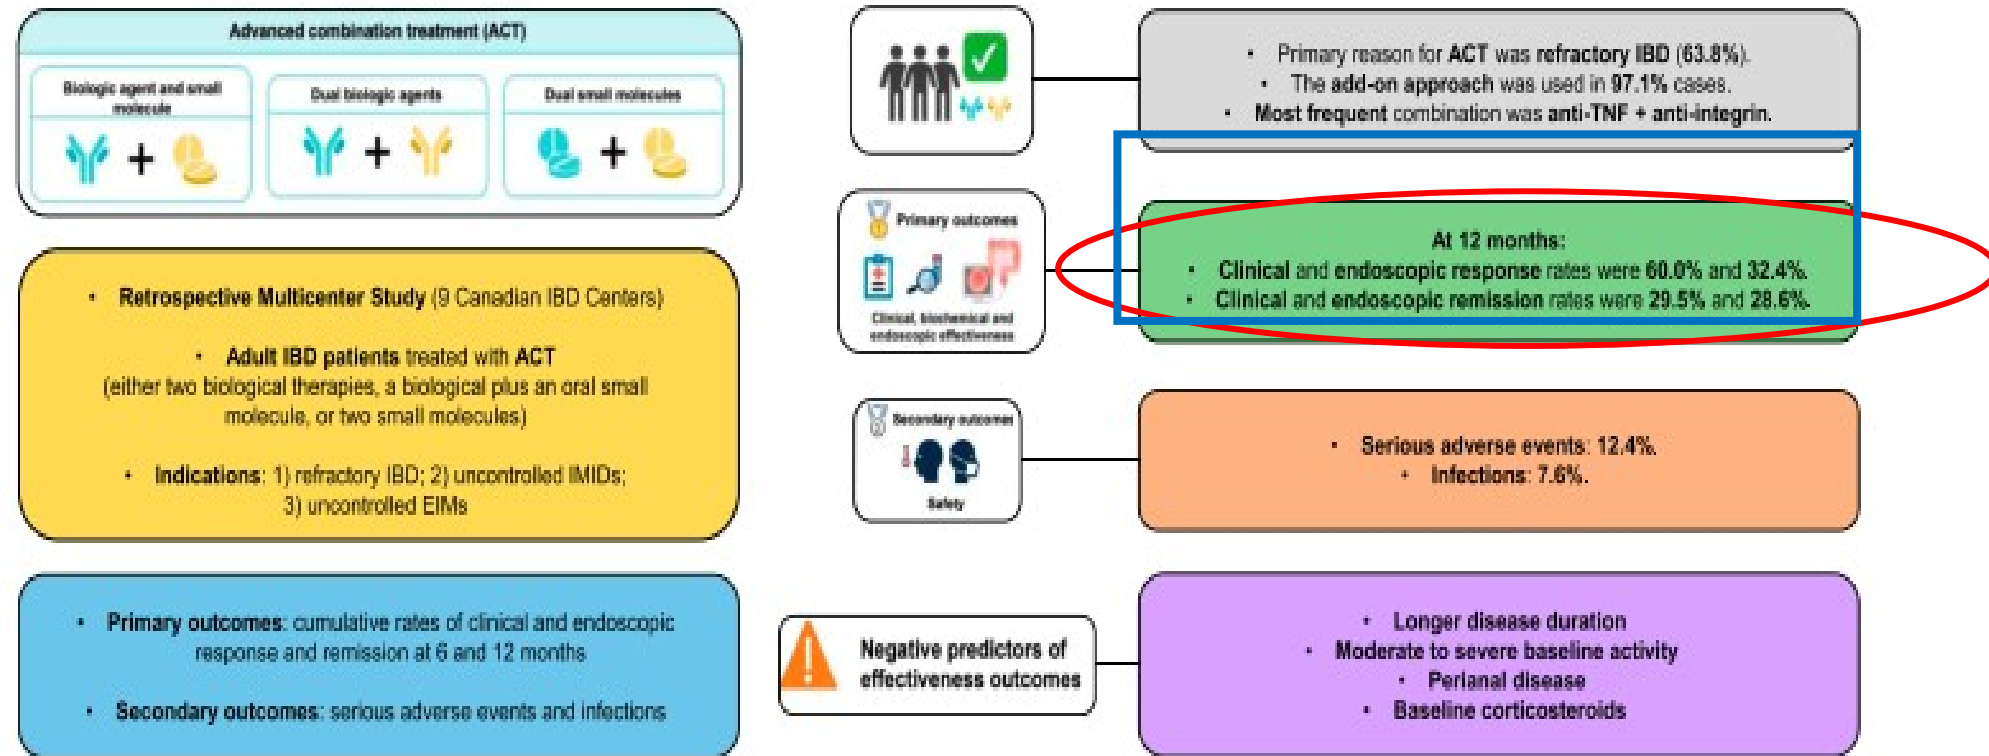 Advanced combination treatment (ACT)
Biologic agent and small
molecule
Dual biologic agents
Dual small molecules
• Retrospective Multicenter Study (9 Canadian IBD Centers)
• Adult IBD patients treated with ACT
(either two biological therapies, a biological plus an oral small
molecule, or two small molecules)
• Indications: 1) refractory IBD; 2) uncontrolled IMIDs;
3) uncontrolled EIMs
• Primary outcomes: cumulative rates of clinical and endoscopic
response and remission at 6 and 12 months
• Secondary outcomes: serious adverse events and infections
• Primary reason for ACT was refractory IBD (63.8%).
• The add-on approach was used in 97.1% cases.
• Most frequent combination was anti-TNF + anti-integrin.
Primary outcomes
Clinical, biochemical and
endoscopic effectiveness
At 12 months:
• Clinical and endoscopic response rates were 60.0% and 32.4%.
• Clinical and endoscopic remission rates were 29.5% and 28.6%.
Secondary outcomes
Safety
• Serious adverse events: 12.4%.
• Infections: 7.6%.
Negative predictors of
effectiveness outcomes
• Longer disease duration
• Moderate to severe baseline activity
• Perianal disease
• Baseline corticosteroids